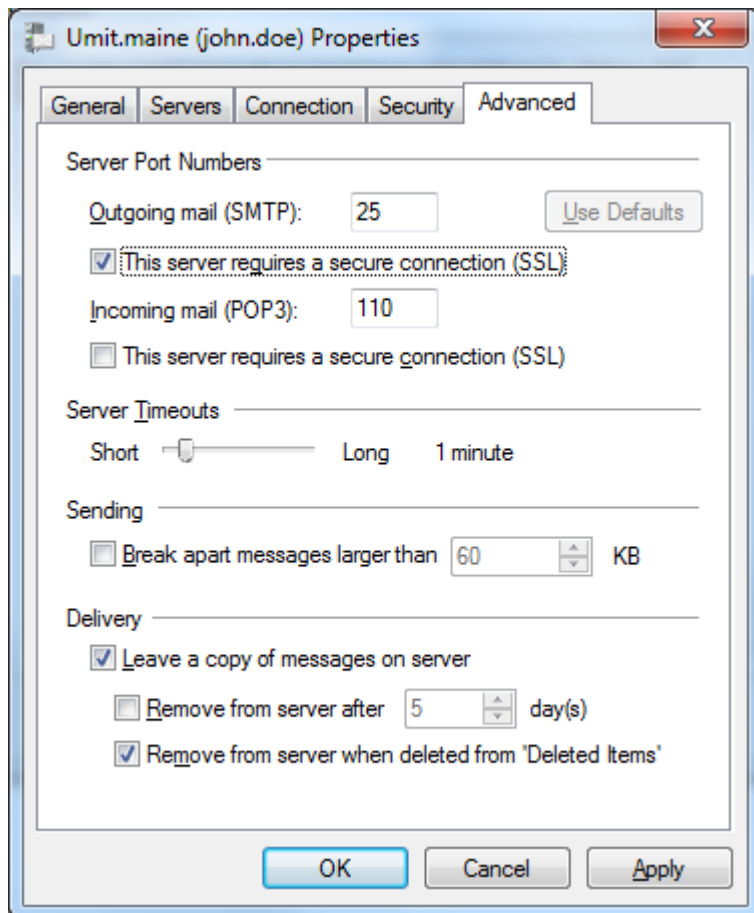 Umit.maine (john.doe) Properties
General Servers Connection Security Advanced
Server Port Numbers
Outgoing mail (SMTP): 25 Use Defaults
This server requires a secure connection (SSL)
Incoming mail (POP3): 110
This server requires a secure connection (SSL)
Server Timeouts
Short Long 1 minute
Sending
Break apart messages larger than 60 KB
Delivery
Leave a copy of messages on server
Remove from server after 5 day(s)
Remove from server when deleted from 'Deleted Items'
OK Cancel Apply